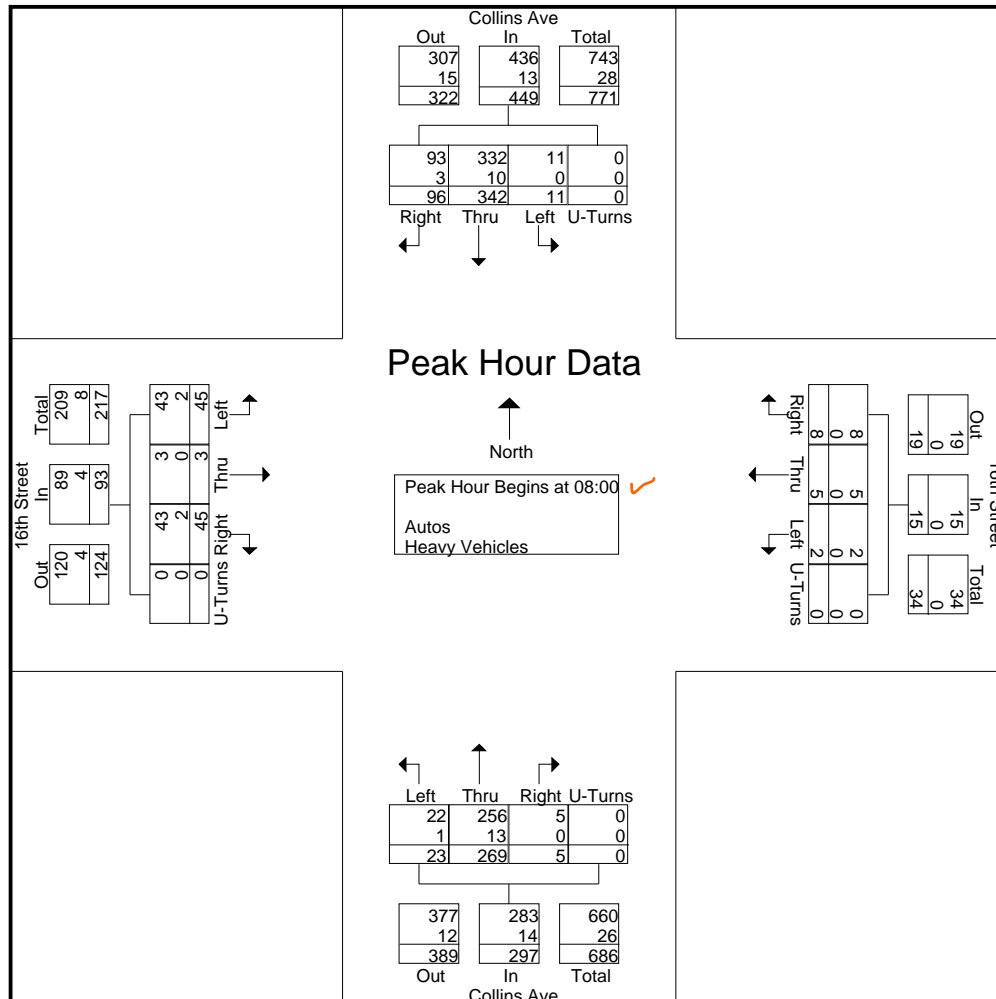 Collins Ave
Out In Total
307 436 743
15 13 28
322 449 771
93 332 11 0
3 10 0 0
96 342 11 0
Right Thru Left U-Turns
Peak Hour Data
North
Peak Hour Begins at 08:00
Autos
Heavy Vehicles
16th Street
Total In Out
209 89 120
8 4 4
217 93 124
43 3 43 0
2 0 2 0
45 3 45 0
Left Thru Right U-Turns
Right Thru Left U-Turns
8 5 2 0
0 0 0 0
8 5 2 0
19 15 34
0 0 0
19 15 34
Out In Total
Street
Left Thru Right U-Turns
22 256 5 0
1 13 0 0
23 269 5 0
377 283 660
12 14 26
389 297 686
Out In Total
Collins Ave